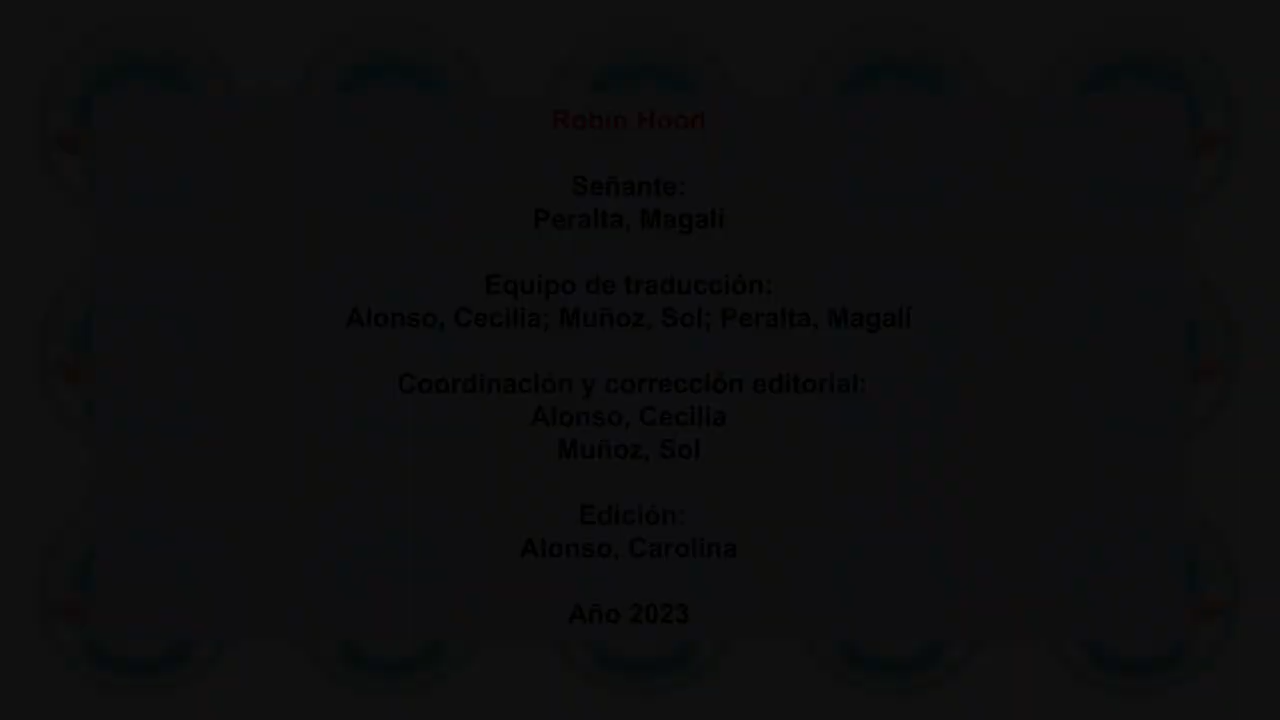 Robin Hood
Señante:
Peralta, Magalí
Equipo de traducción:
Alonso, Cecilia; Muñoz, Sol; Peralta, Magalí
Coordinación y corrección editorial:
Alonso, Cecilia
Muñoz, Sol
Edición:
Alonso, Carolina
Año 2023